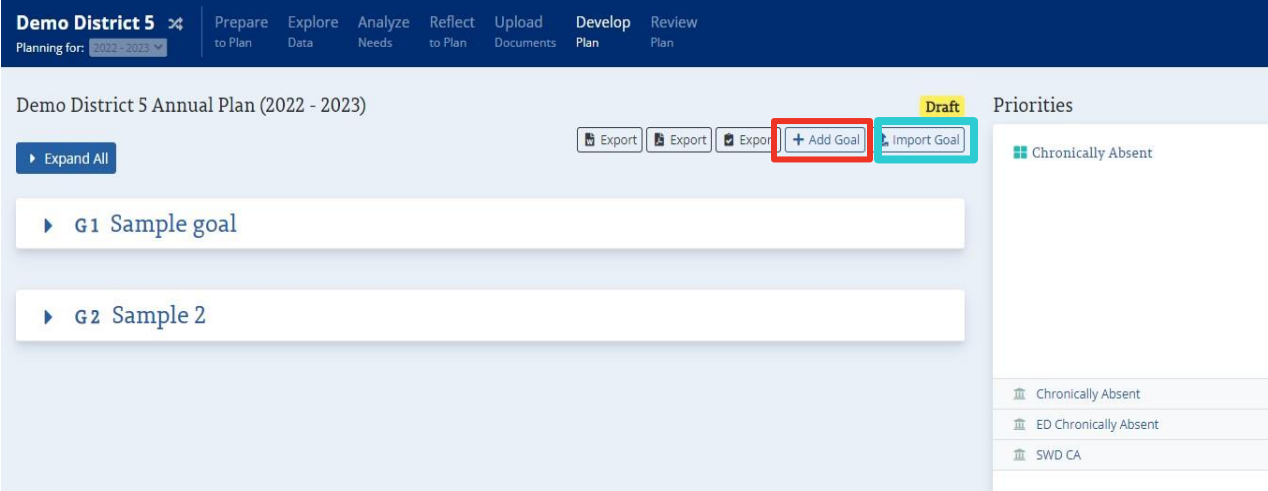 Demo District 5
Planning for: 2022 - 2023
Prepare to Plan
Explore Data
Analyze Needs
Reflect to Plan
Upload Documents
Develop Plan
Review Plan
Demo District 5 Annual Plan (2022 - 2023)
Draft
Export
Export
Expor
+ Add Goal
Import Goal
Expand All
G1 Sample goal
G2 Sample 2
Priorities
Chronically Absent
Chronically Absent
ED Chronically Absent
SWD CA